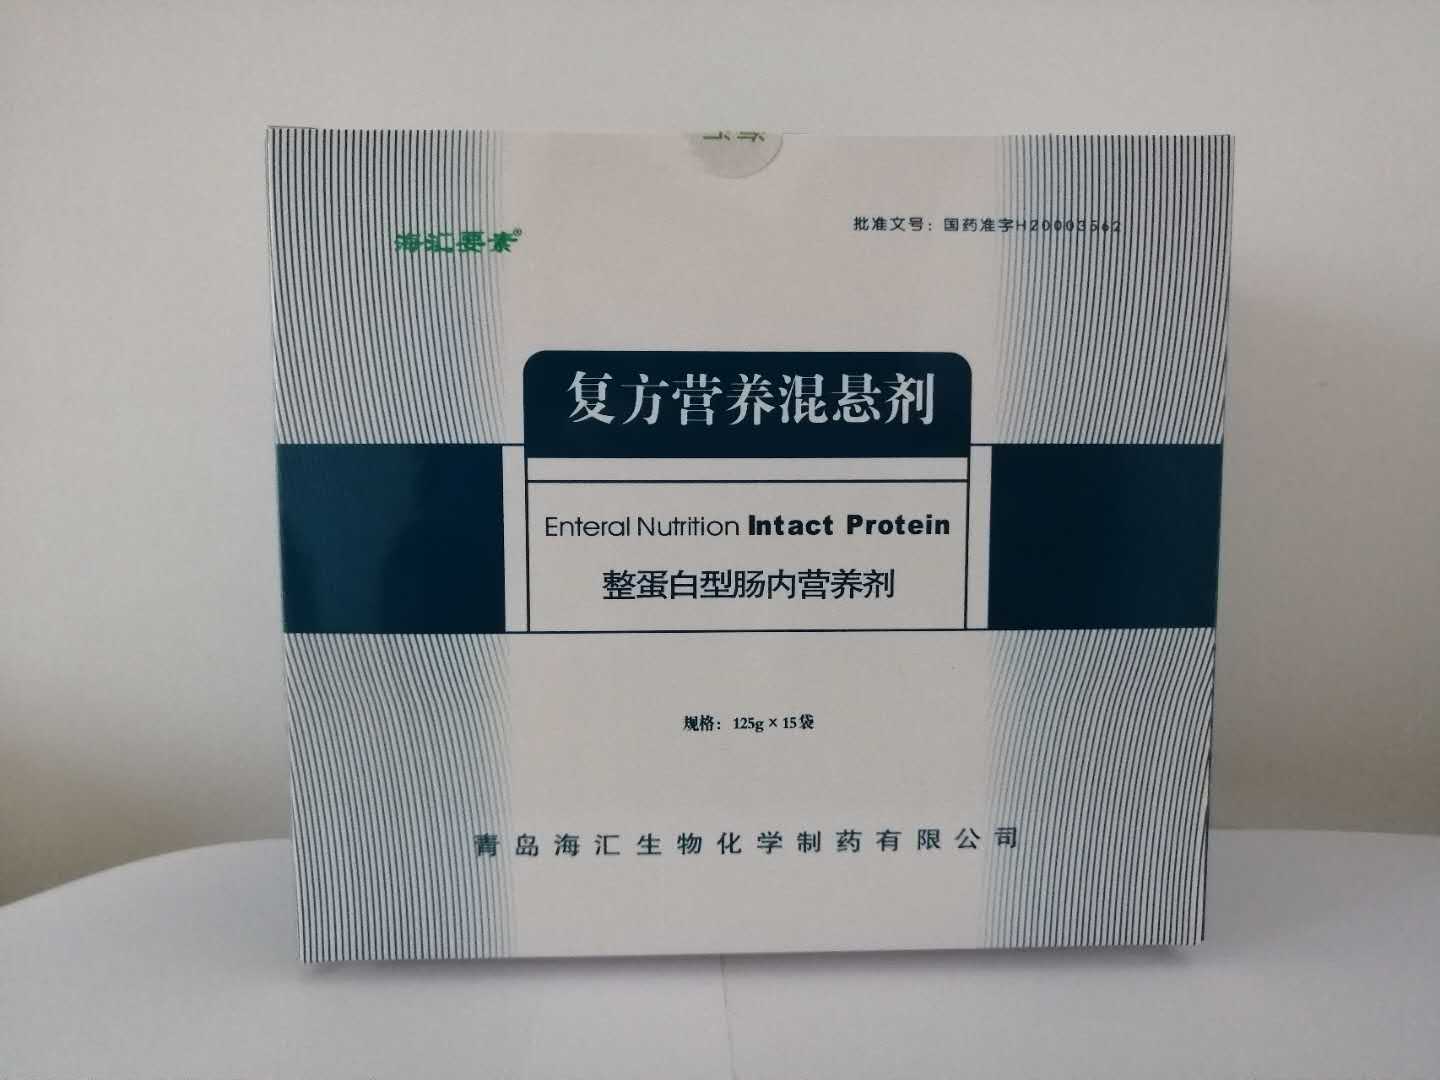 海汇要素®
批准文号：国药准字H20003562
复方营养混悬剂
Enteral Nutrition Intact Protein
整蛋白型肠内营养剂
规格：125g×15袋
青岛海汇生物化学制药有限公司